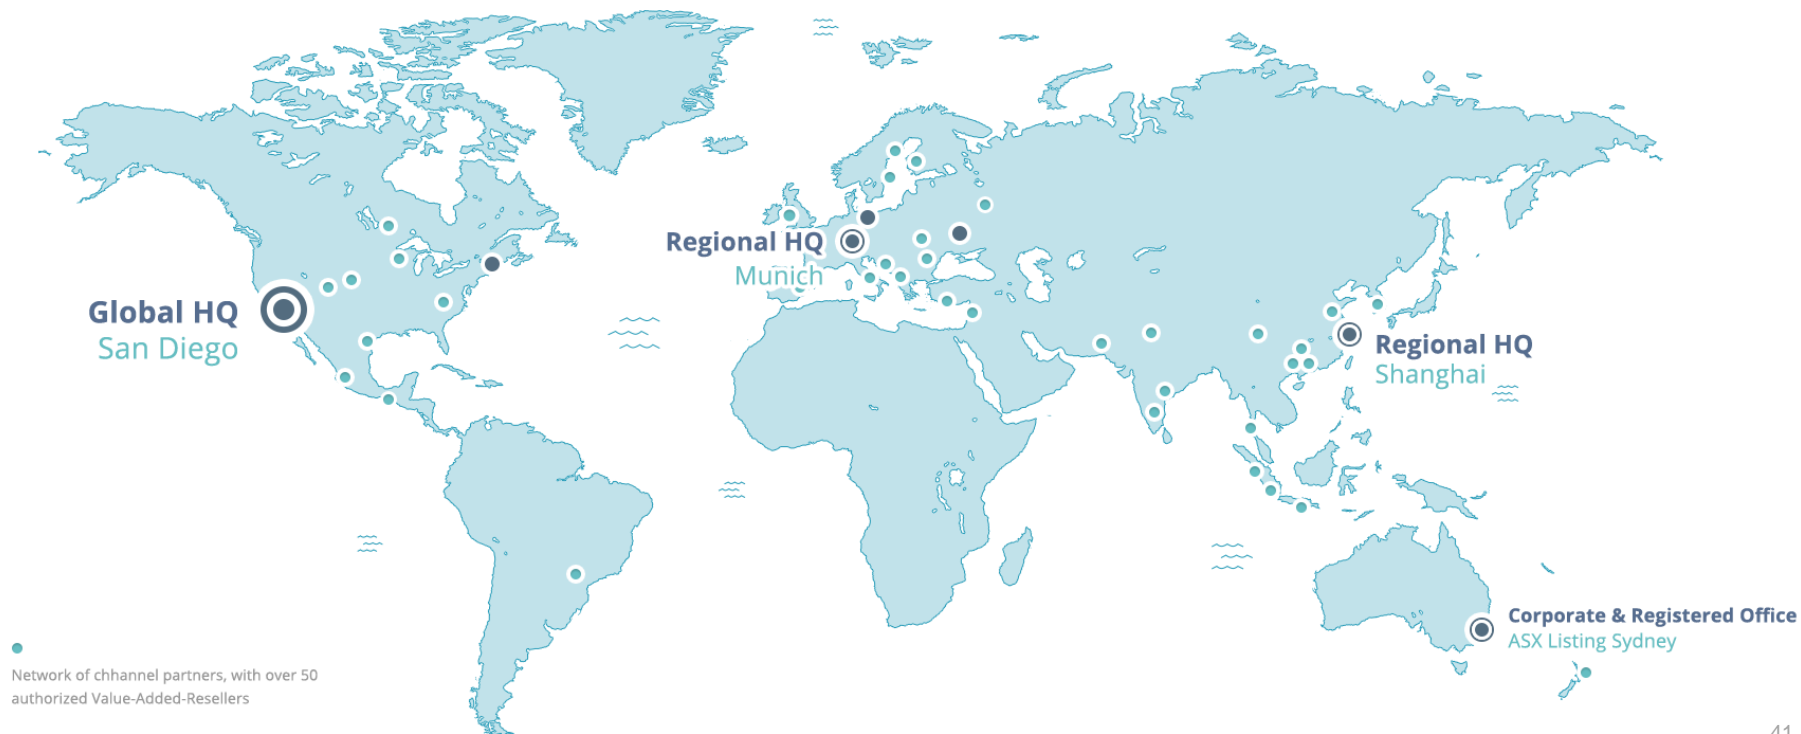 Regional HQ
Munich
Global HQ
San Diego
Regional HQ
Shanghai
Corporate & Registered Office
ASX Listing Sydney
Network of chhannel partners, with over 50
authorized Value-Added-Resellers
41